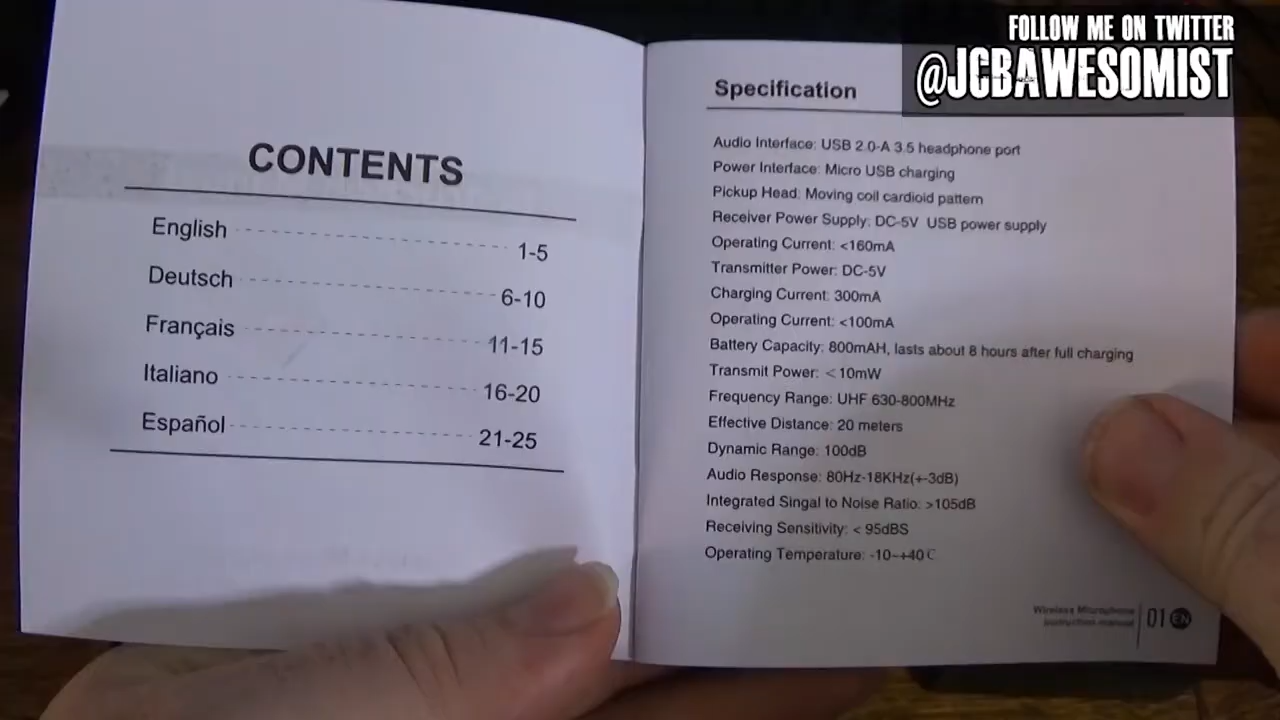 FOLLOW ME ON TWITTER
@JCBAWESOMIST
CONTENTS
English 1-5
Deutsch 6-10
Français 11-15
Italiano 16-20
Español 21-25
Specification
Audio Interface: USB 2.0-A 3.5 headphone port
Power Interface: Micro USB charging
Pickup Head: Moving coil cardioid pattern
Receiver Power Supply: DC-5V USB power supply
Operating Current: <160mA
Transmitter Power: DC-5V
Charging Current: 300mA
Operating Current: <100mA
Battery Capacity: 800mAH, lasts about 8 hours after full charging
Transmit Power: <10mW
Frequency Range: UHF 630-800MHz
Effective Distance: 20 meters
Dynamic Range: 100dB
Audio Response: 80Hz-18KHz(+-3dB)
Integrated Singal to Noise Ratio: >105dB
Receiving Sensitivity: < 95dBS
Operating Temperature: -10~+40℃
Wireless Microphone
instruction manual
01 EN